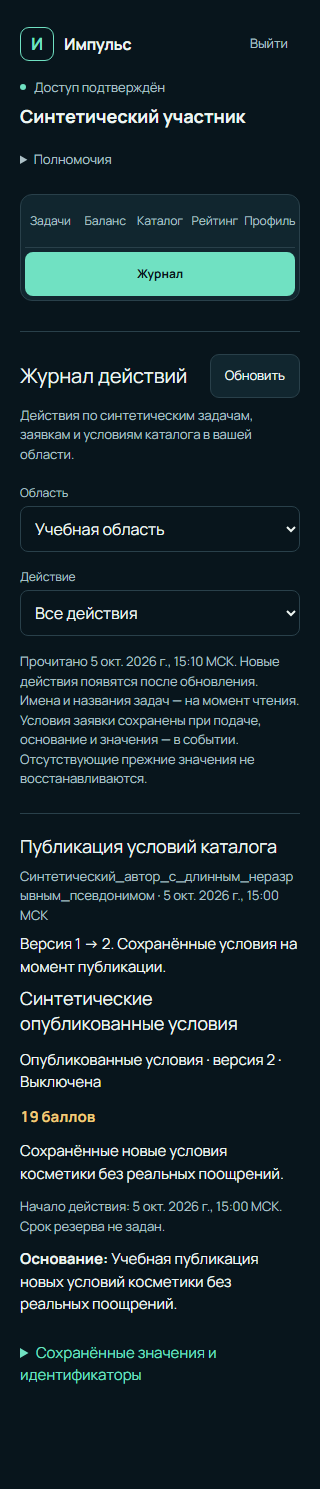 И Импульс Выйти
Доступ подтверждён
Синтетический участник
Полномочия
Задачи Баланс Каталог Рейтинг Профиль
Журнал
Журнал действий Обновить
Действия по синтетическим задачам,
заявкам и условиям каталога в вашей
области.
Область
Учебная область
Действие
Все действия
Прочитано 5 окт. 2026 г., 15:10 МСК. Новые
действия появятся после обновления.
Имена и названия задач — на момент чтения.
Условия заявки сохранены при подаче,
основание и значения — в событии.
Отсутствующие прежние значения не
восстанавливаются.
Публикация условий каталога
Синтетический_автор_с_длинным_неразр
ывным_псевдонимом · 5 окт. 2026 г., 15:00
МСК
Версия 1 → 2. Сохранённые условия на
момент публикации.
Синтетические
опубликованные условия
Опубликованные условия · версия 2 ·
Выключена
19 баллов
Сохранённые новые условия
косметики без реальных поощрений.
Начало действия: 5 окт. 2026 г., 15:00 МСК.
Срок резерва не задан.
Основание: Учебная публикация
новых условий косметики без
реальных поощрений.
Сохранённые значения и
идентификаторы